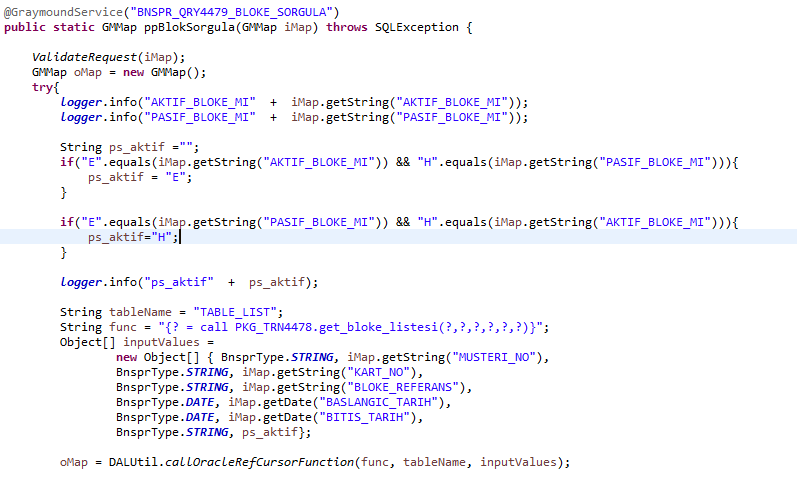 @GraymoundService("BNSPR_QRY4479_BLOKE_SORGULA")
public static GMMap ppBlokSorgula(GMMap iMap) throws SQLException {
ValidateRequest(iMap);
GMMap oMap = new GMMap();
try{
logger.info("AKTIF_BLOKE_MI" + iMap.getString("AKTIF_BLOKE_MI"));
logger.info("PASIF_BLOKE_MI" + iMap.getString("PASIF_BLOKE_MI"));
String ps_aktif ="";
if("E".equals(iMap.getString("AKTIF_BLOKE_MI")) && "H".equals(iMap.getString("PASIF_BLOKE_MI"))){
ps_aktif = "E";
}
if("E".equals(iMap.getString("PASIF_BLOKE_MI")) && "H".equals(iMap.getString("AKTIF_BLOKE_MI"))){
ps_aktif="H";
}
logger.info("ps_aktif" + ps_aktif);
String tableName = "TABLE_LIST";
String func = "{? = call PKG_TRN4478.get_bloke_listesi(?,?,?,?,?,?)}";
Object[] inputValues =
new Object[] { BnsprType.STRING, iMap.getString("MUSTERI_NO"),
BnsprType.STRING, iMap.getString("KART_NO"),
BnsprType.STRING, iMap.getString("BLOKE_REFERANS"),
BnsprType.DATE, iMap.getDate("BASLANGIC_TARIH"),
BnsprType.DATE, iMap.getDate("BITIS_TARIH"),
BnsprType.STRING, ps_aktif};
oMap = DALUtil.callOracleRefCursorFunction(func, tableName, inputValues);